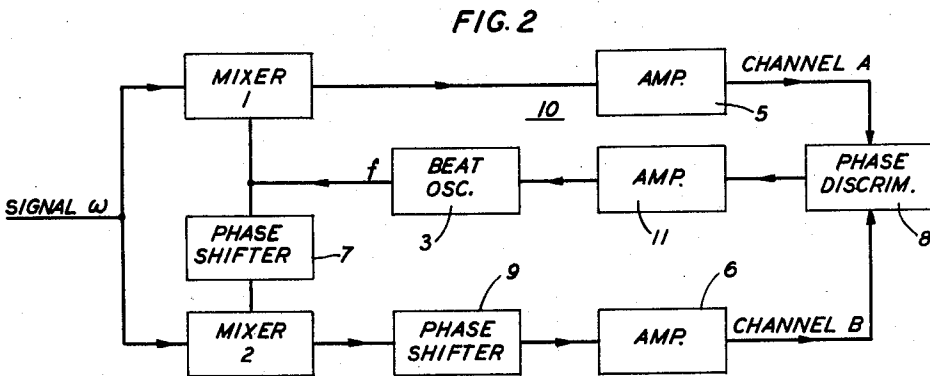 FIG. 2
MIXER
1
AMP.
CHANNEL A
5
10
SIGNAL ω
f
BEAT
OSC.
3
AMP.
11
PHASE
DISCRIM.
8
PHASE
SHIFTER
7
MIXER
2
9
PHASE
SHIFTER
6
AMP.
CHANNEL B